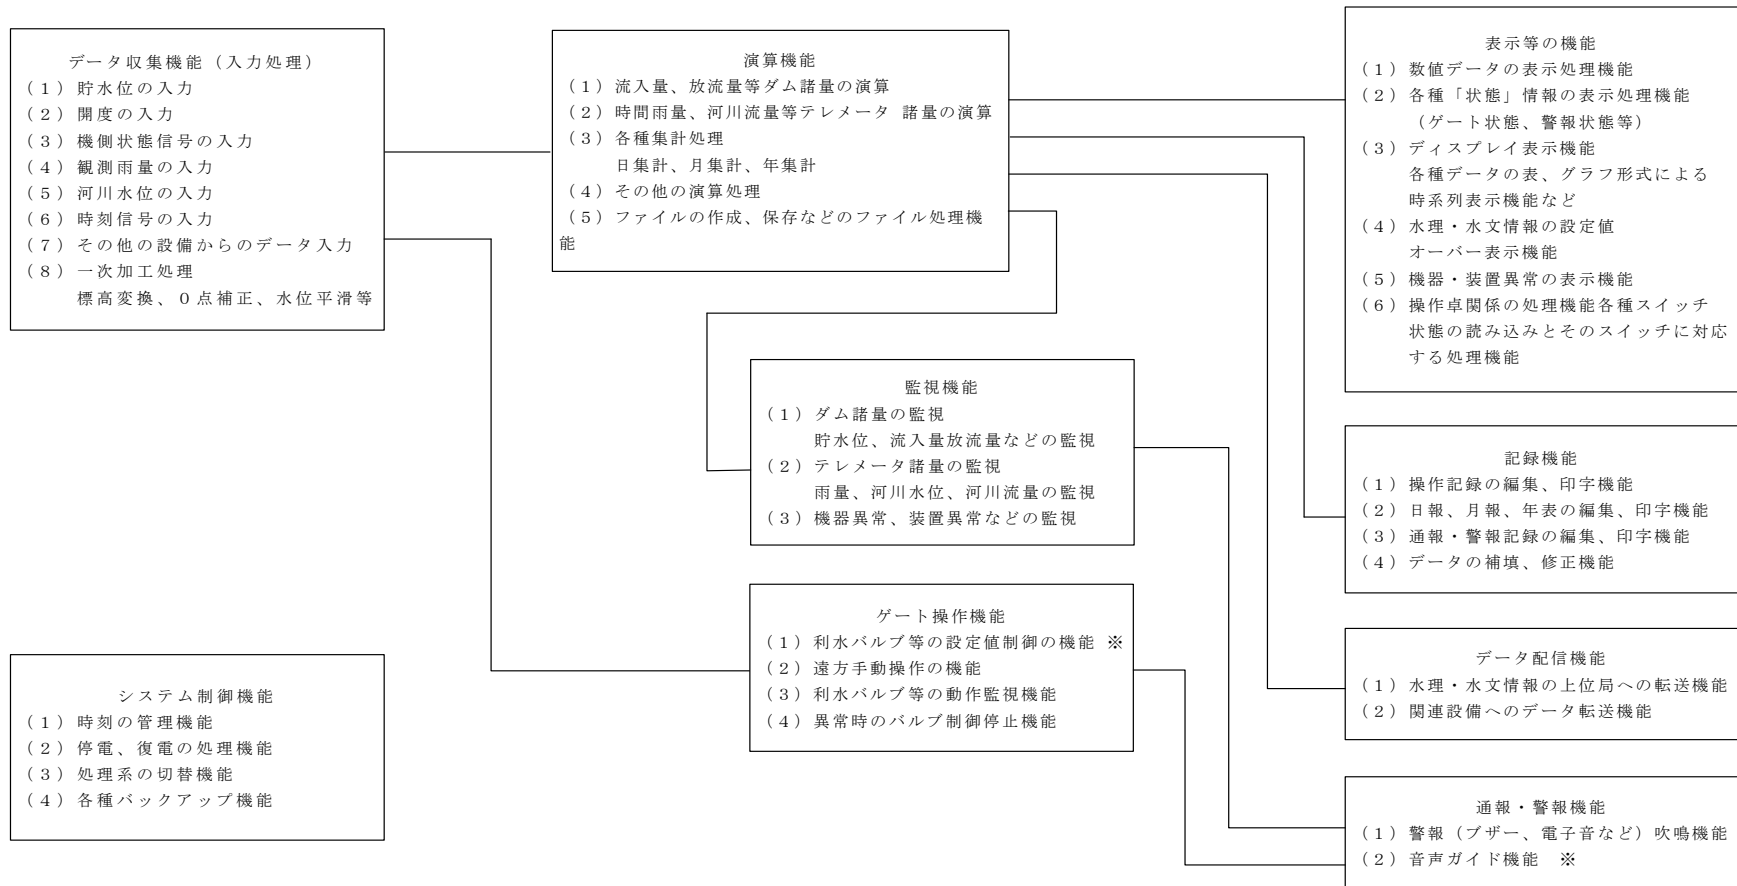 データ収集機能（入力処理）
（１）貯水位の入力
（２）開度の入力
（３）機側状態信号の入力
（４）観測雨量の入力
（５）河川水位の入力
（６）時刻信号の入力
（７）その他の設備からのデータ入力
（８）一次加工処理
標高変換、０点補正、水位平滑等
システム制御機能
（１）時刻の管理機能
（２）停電、復電の処理機能
（３）処理系の切替機能
（４）各種バックアップ機能
演算機能
（１）流入量、放流量等ダム諸量の演算
（２）時間雨量、河川流量等テレメータ 諸量の演算
（３）各種集計処理
日集計、月集計、年集計
（４）その他の演算処理
（５）ファイルの作成、保存などのファイル処理機
能
監視機能
（１）ダム諸量の監視
貯水位、流入量放流量などの監視
（２）テレメータ諸量の監視
雨量、河川水位、河川流量の監視
（３）機器異常、装置異常などの監視
ゲート操作機能
（１）利水バルブ等の設定値制御の機能 ※
（２）遠方手動操作の機能
（３）利水バルブ等の動作監視機能
（４）異常時のバルブ制御停止機能
表示等の機能
（１）数値データの表示処理機能
（２）各種「状態」情報の表示処理機能
（ゲート状態、警報状態等）
（３）ディスプレイ表示機能
各種データの表、グラフ形式による
時系列表示機能など
（４）水理・水文情報の設定値
オーバー表示機能
（５）機器・装置異常の表示機能
（６）操作卓関係の処理機能各種スイッチ
状態の読み込みとそのスイッチに対応
する処理機能
記録機能
（１）操作記録の編集、印字機能
（２）日報、月報、年表の編集、印字機能
（３）通報・警報記録の編集、印字機能
（４）データの補填、修正機能
データ配信機能
（１）水理・水文情報の上位局への転送機能
（２）関連設備へのデータ転送機能
通報・警報機能
（１）警報（ブザー、電子音など）吹鳴機能
（２）音声ガイド機能　※